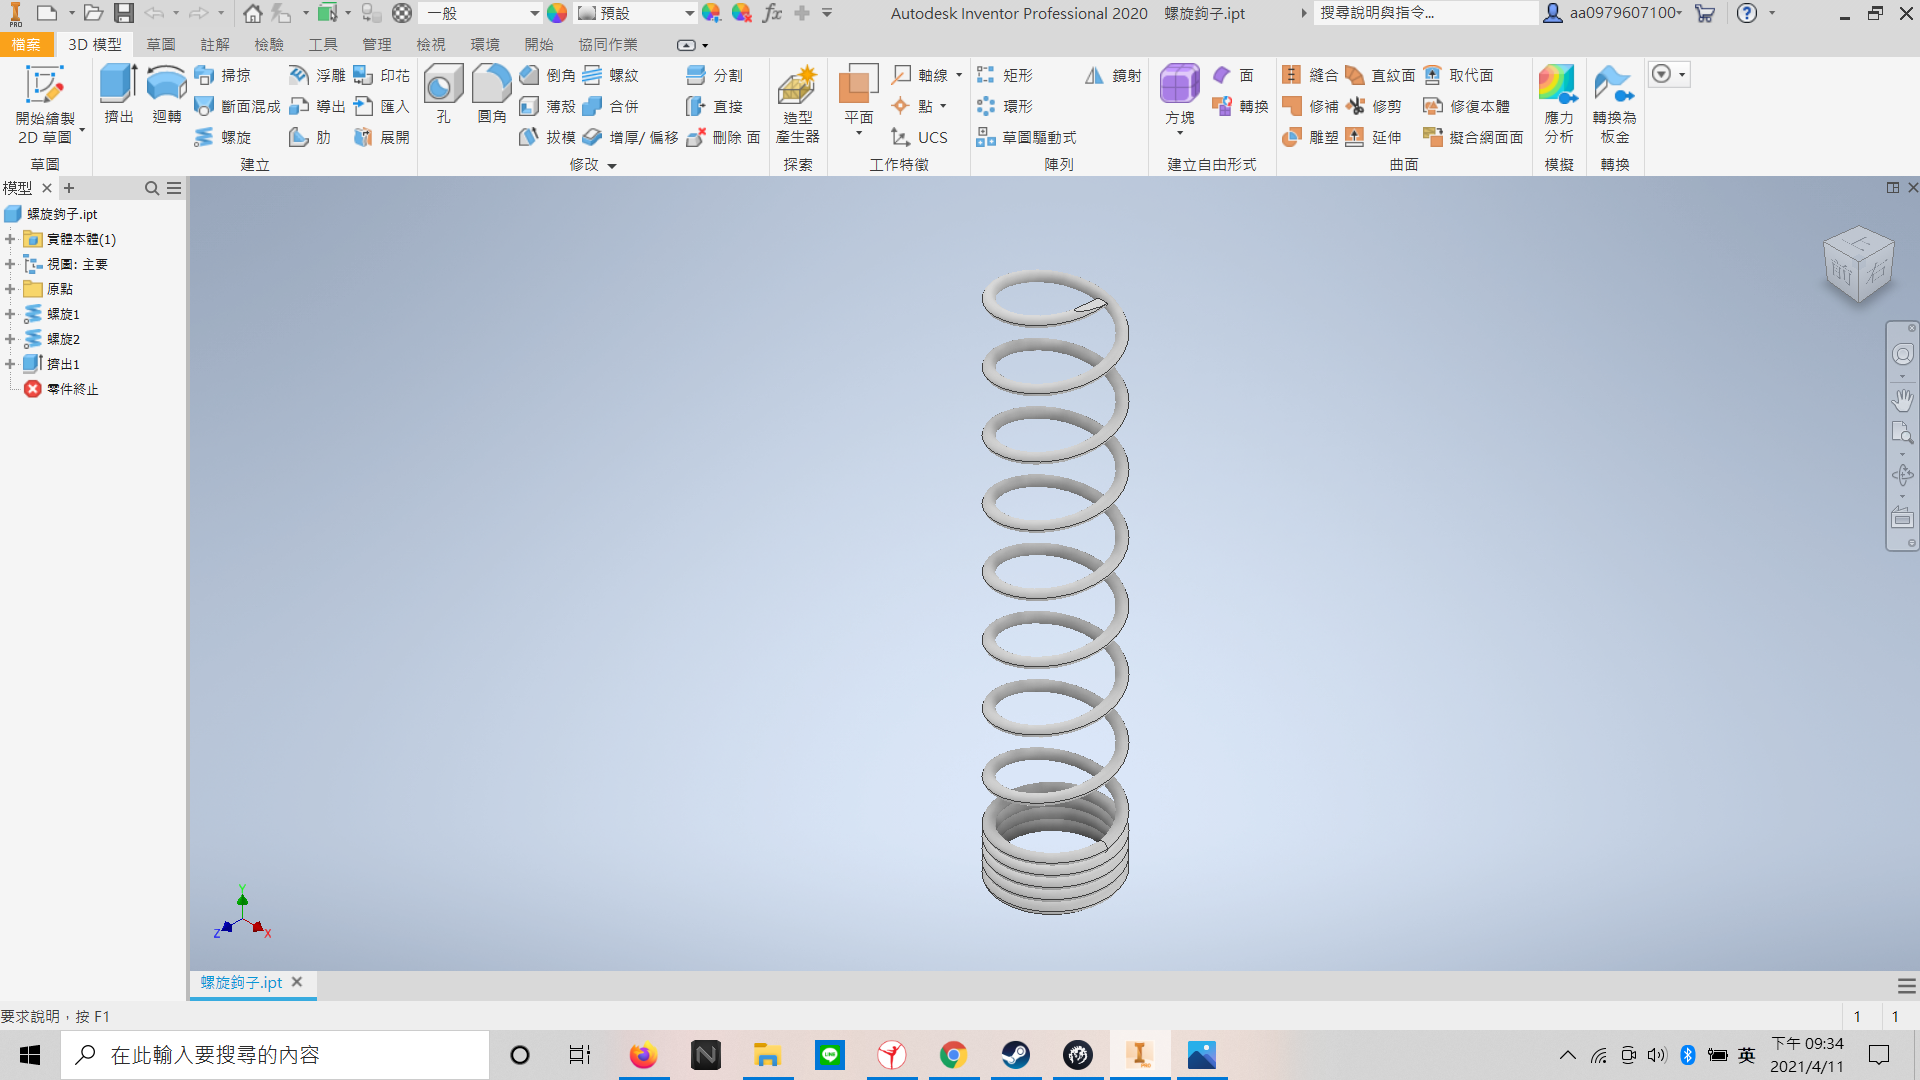 PRO
一般
預設
fx
Autodesk Inventor Professional 2020 螺旋鉤子.ipt
搜尋說明與指令...
aa0979607100
檔案 3D 模型 草圖 註解 檢驗 工具 管理 檢視 環境 開始 協同作業
開始繪製
2D 草圖
草圖
擠出
迴轉
掃掠
斷面混成
螺旋
浮雕
導出
肋
印花
匯入
展開
建立
孔
圓角
倒角
薄殼
拔模
螺紋
合併
增厚/ 偏移
分割
直接
刪除 面
修改
造型
產生器
探索
平面
軸線
點
UCS
工作特徵
矩形
環形
草圖驅動式
鏡射
陣列
方塊
面
轉換
建立自由形式
縫合
修補
雕塑
直紋面
修剪
延伸
取代面
修復本體
擬合網面面
曲面
應力
分析
模擬
轉換為
板金
轉換
模型
螺旋鉤子.ipt
實體本體(1)
視圖: 主要
原點
螺旋1
螺旋2
擠出1
零件終止
上
前
右
Y
Z
X
螺旋鉤子.ipt
要求說明，按 F1
1 1
在此輸入要搜尋的內容
英
下午 09:34
2021/4/11